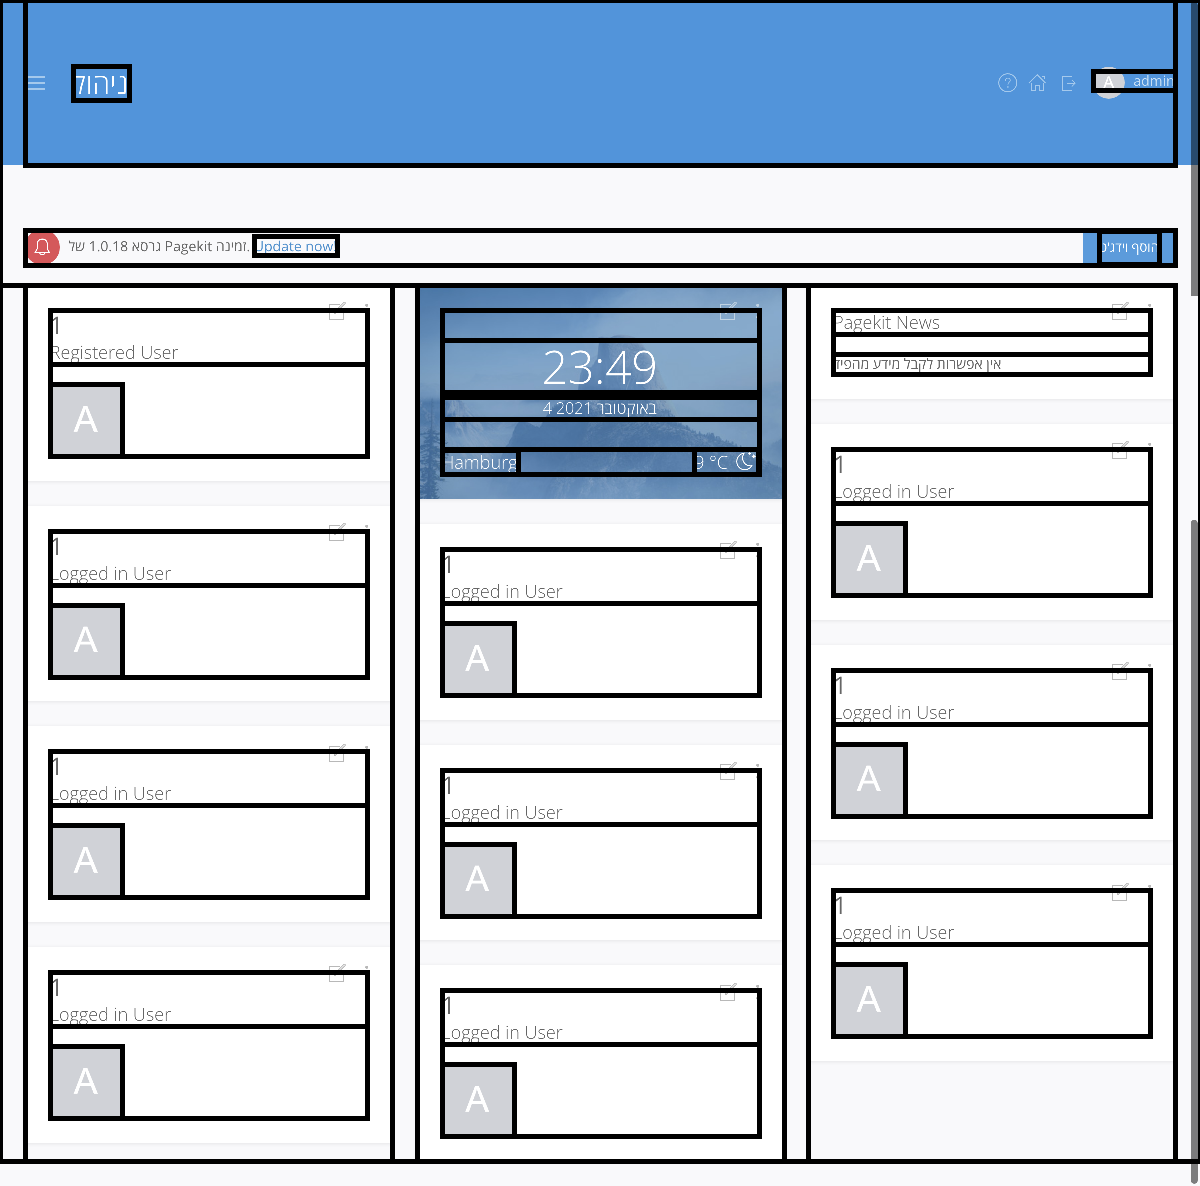 ניהול
A admin
גרסא 1.0.18 של Pagekit זמינה. Update now!
הוסף וידג'ט
1
Registered User
A
1
Logged in User
A
1
Logged in User
A
1
Logged in User
A
23:49
4 באוקטובר 2021
Hamburg
9 °C
1
Logged in User
A
1
Logged in User
A
1
Logged in User
A
Pagekit News
אין אפשרות לקבל מידע מהפיד
1
Logged in User
A
1
Logged in User
A
1
Logged in User
A